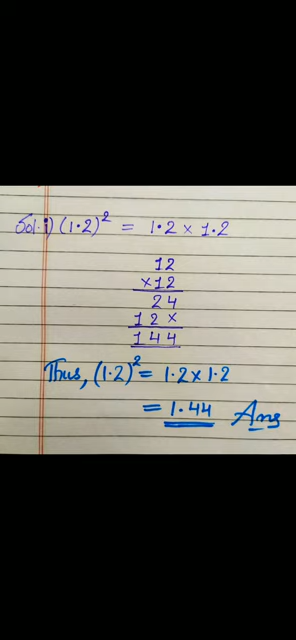 Sol. i) (1.2)² = 1.2 × 1.2
12
×12
24
12×
144
Thus, (1.2)² = 1.2 × 1.2
= 1.44 Ans